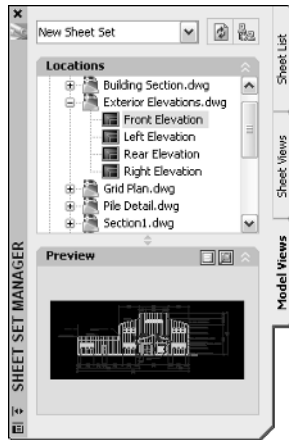 New Sheet Set
Locations
Building Section.dwg
Exterior Elevations.dwg
Front Elevation
Left Elevation
Rear Elevation
Right Elevation
Grid Plan.dwg
Pile Detail.dwg
Section1.dwg
Preview
SHEET SET MANAGER
Sheet List
Sheet Views
Model Views